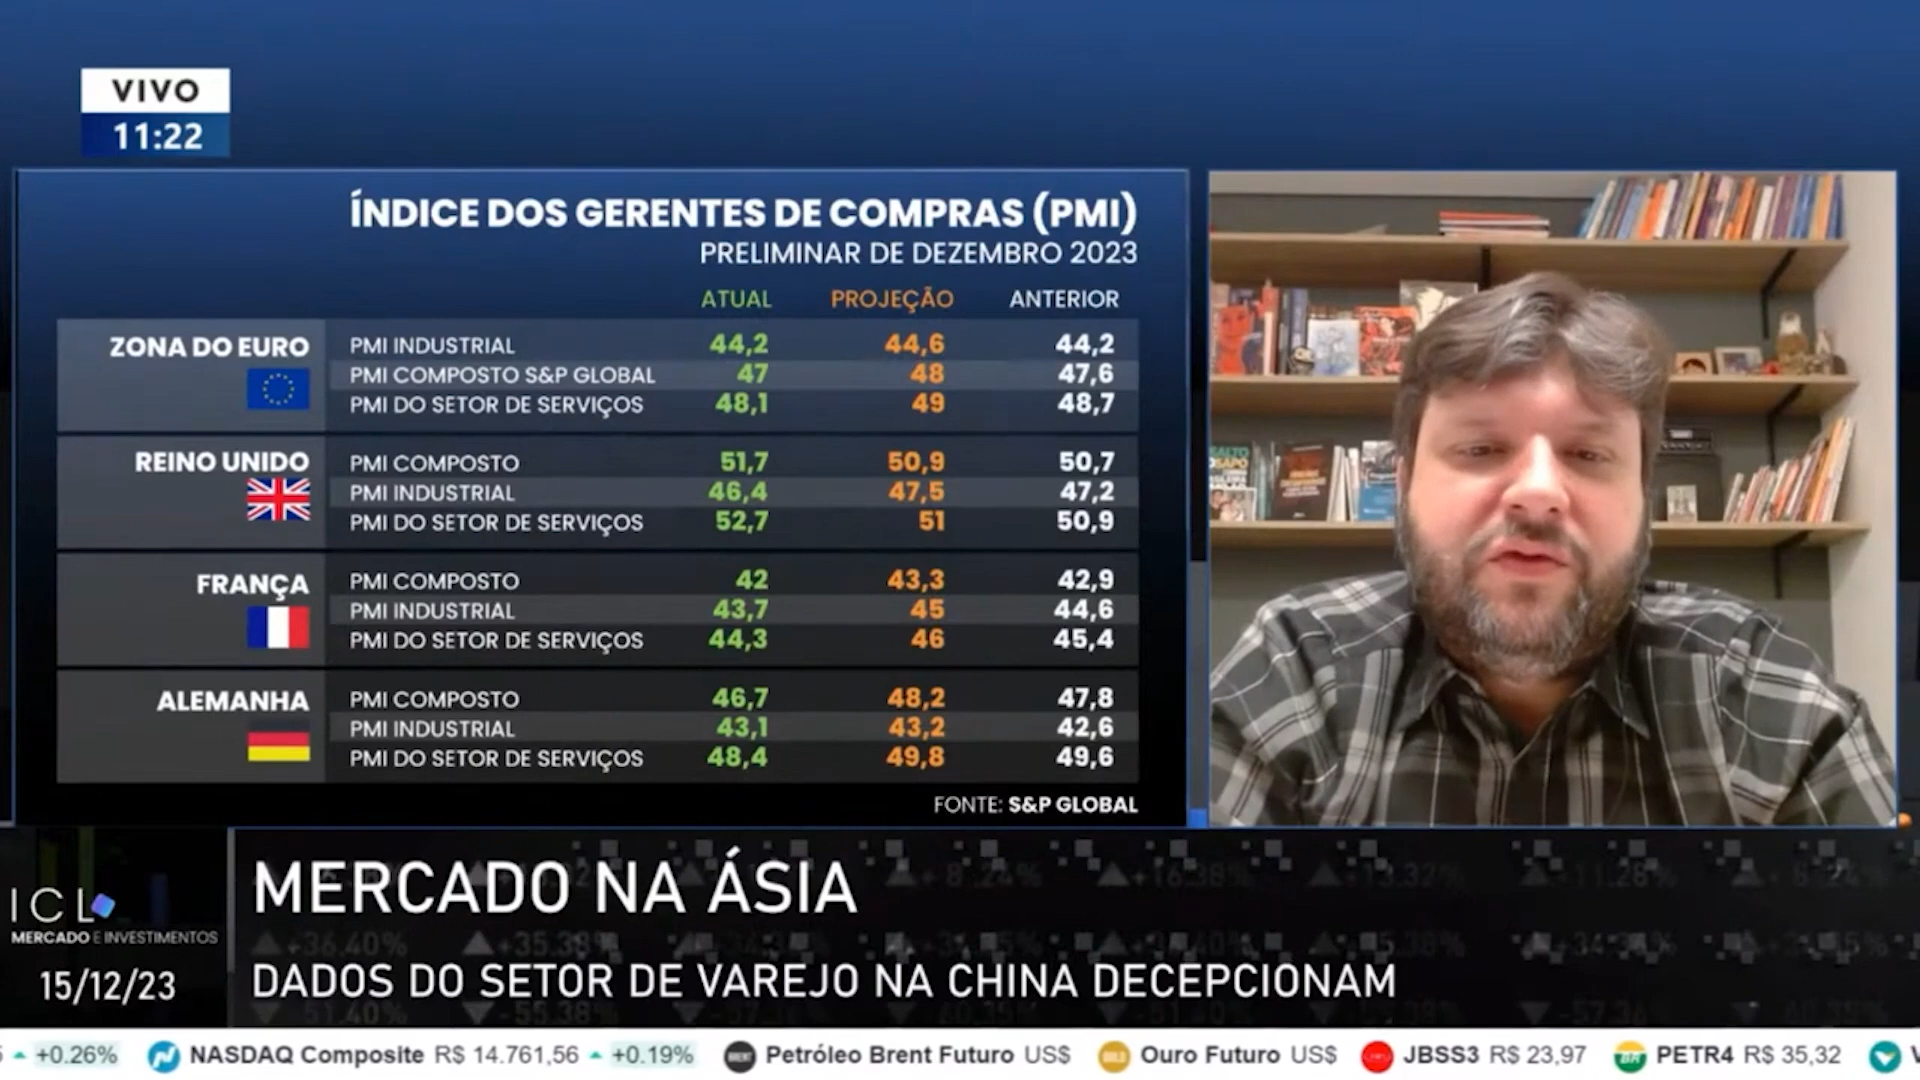 VIVO
11:22
ÍNDICE DOS GERENTES DE COMPRAS (PMI)
PRELIMINAR DE DEZEMBRO 2023
ATUAL PROJEÇÃO ANTERIOR
ZONA DO EURO
PMI INDUSTRIAL 44,2 44,6 44,2
PMI COMPOSTO S&P GLOBAL 47 48 47,6
PMI DO SETOR DE SERVIÇOS 48,1 49 48,7
REINO UNIDO
PMI COMPOSTO 51,7 50,9 50,7
PMI INDUSTRIAL 46,4 47,5 47,2
PMI DO SETOR DE SERVIÇOS 52,7 51 50,9
FRANÇA
PMI COMPOSTO 42 43,3 42,9
PMI INDUSTRIAL 43,7 45 44,6
PMI DO SETOR DE SERVIÇOS 44,3 46 45,4
ALEMANHA
PMI COMPOSTO 46,7 48,2 47,8
PMI INDUSTRIAL 43,1 43,2 42,6
PMI DO SETOR DE SERVIÇOS 48,4 49,8 49,6
FONTE: S&P GLOBAL
ICL
MERCADO E INVESTIMENTOS
15/12/23
MERCADO NA ÁSIA
DADOS DO SETOR DE VAREJO NA CHINA DECEPCIONAM
+0.26% NASDAQ Composite R$ 14.761,56 +0.19% Petróleo Brent Futuro US$ Ouro Futuro US$ JBSS3 R$ 23,97 PETR4 R$ 35,32